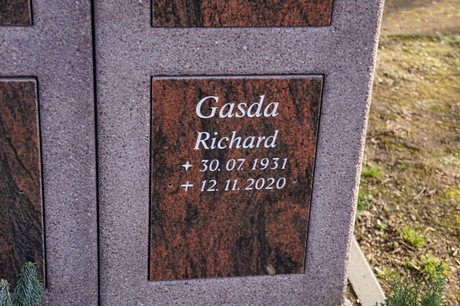 Gasda
Richard
✦ 30.07.1931
+ 12.11.2020